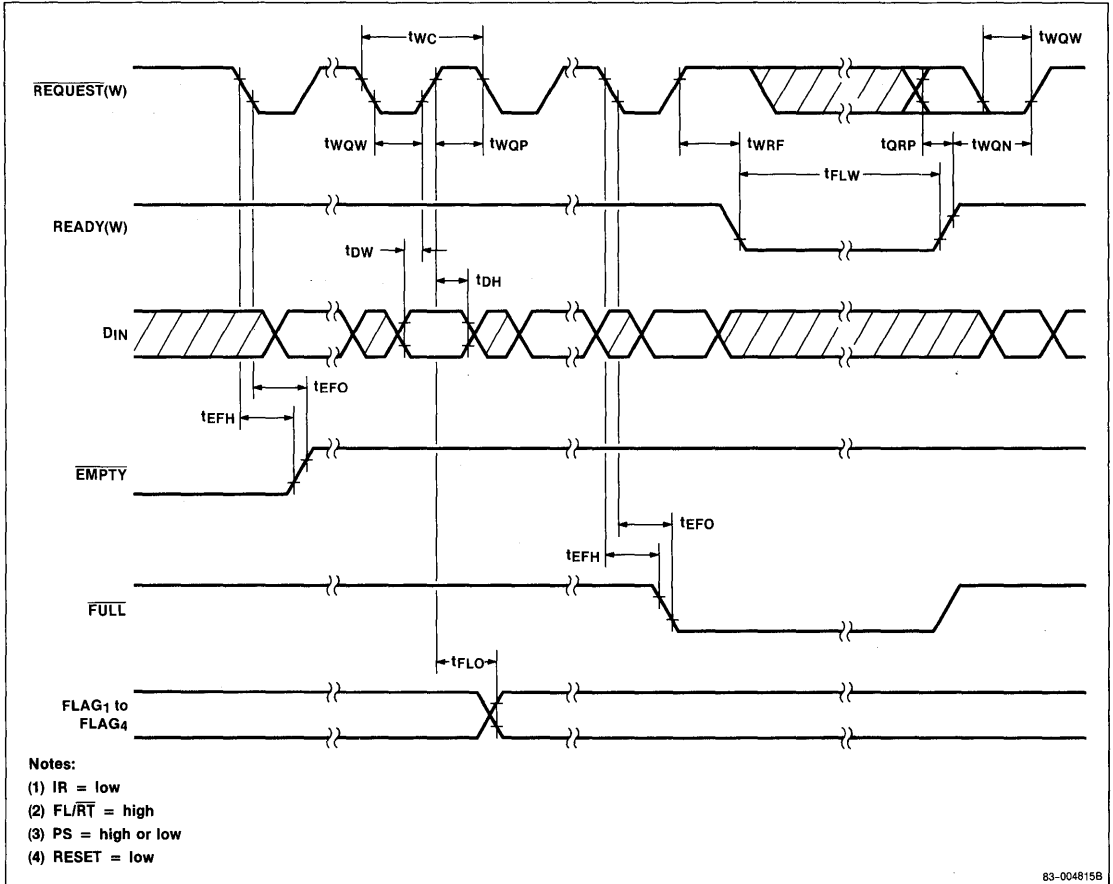 tWC
tWQW
REQUEST(W)
tWQW
tWQP
tWRF
tQRP
tWQN
tFLW
READY(W)
tDW
tDH
DIN
tEFO
tEFH
EMPTY
tEFO
tEFH
FULL
tFLO
FLAG1 to
FLAG4
Notes:
(1) IR = low
(2) FL/RT = high
(3) PS = high or low
(4) RESET = low
83-004815B